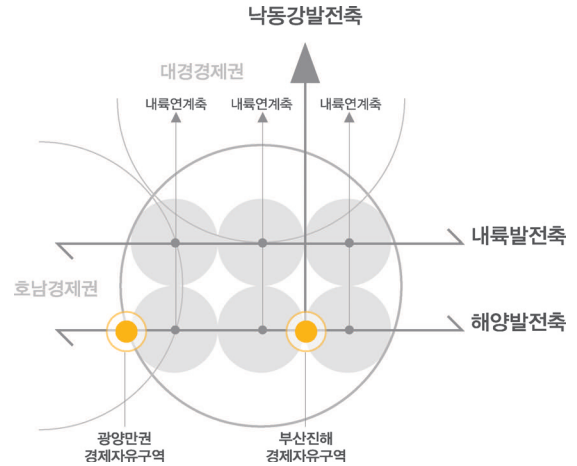 낙동강발전축
대경경제권
내륙연계축
내륙연계축
내륙연계축
내륙발전축
호남경제권
해양발전축
광양만권
경제자유구역
부산진해
경제자유구역